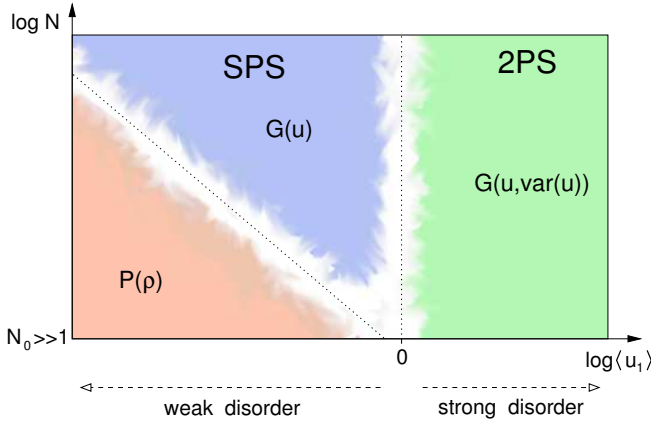 log N
SPS
2PS
G(u)
G(u,var(u))
P(ρ)
N₀>>1
0
log⟨u₁⟩
weak disorder
strong disorder